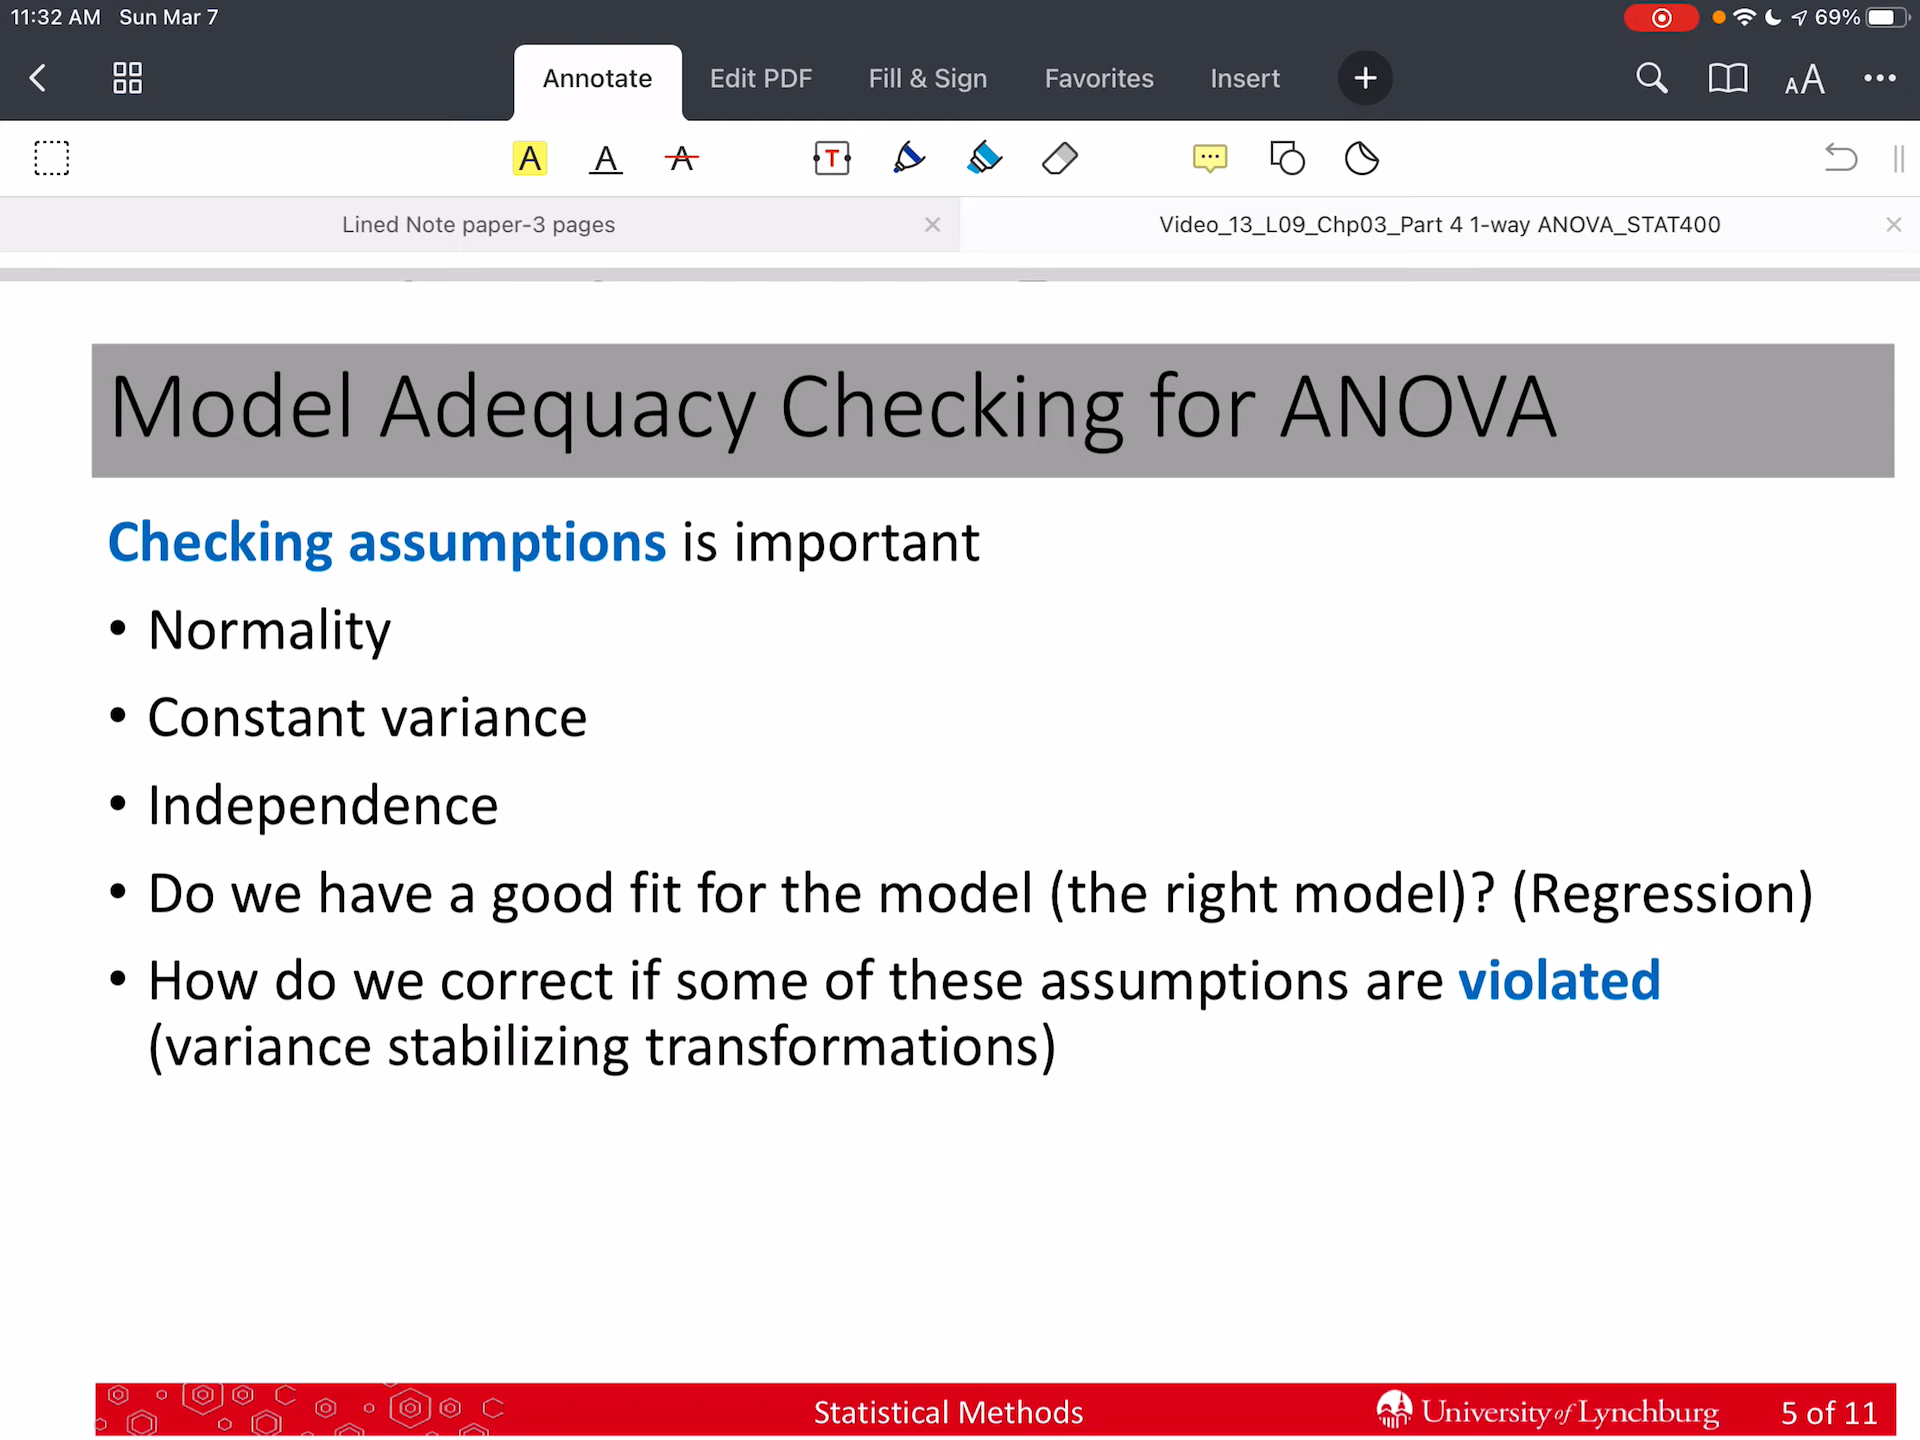 11:32 AM Sun Mar 7
69%
Annotate Edit PDF Fill & Sign Favorites Insert
AA
A A A T
Lined Note paper-3 pages
Video_13_L09_Chp03_Part 4 1-way ANOVA_STAT400
Model Adequacy Checking for ANOVA
Checking assumptions is important
• Normality
• Constant variance
• Independence
• Do we have a good fit for the model (the right model)? (Regression)
• How do we correct if some of these assumptions are violated
(variance stabilizing transformations)
Statistical Methods
University of Lynchburg
5 of 11